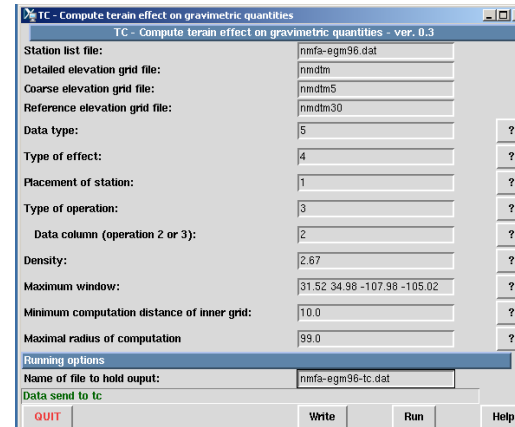 TC - Compute terain effect on gravimetric quantities
TC - Compute terain effect on gravimetric quantities - ver. 0.3
Station list file: nmfa-egm96.dat
Detailed elevation grid file: nmdtm
Coarse elevation grid file: nmdtm5
Reference elevation grid file: nmdtm30
Data type: 5 ?
Type of effect: 4 ?
Placement of station: 1 ?
Type of operation: 3 ?
Data column (operation 2 or 3): 2 ?
Density: 2.67 ?
Maximum window: 31.52 34.98 -107.98 -105.02 ?
Minimum computation distance of inner grid: 10.0 ?
Maximal radius of computation 99.0 ?
Running options
Name of file to hold ouput: nmfa-egm96-tc.dat
Data send to tc
QUIT Write Run Help